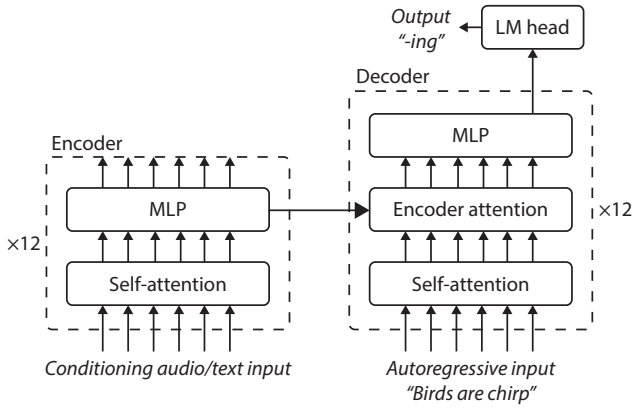 Output
“-ing”
LM head
Decoder
MLP
Encoder
MLP
Encoder attention
×12
×12
Self-attention
Self-attention
Conditioning audio/text input
Autoregressive input
“Birds are chirp”